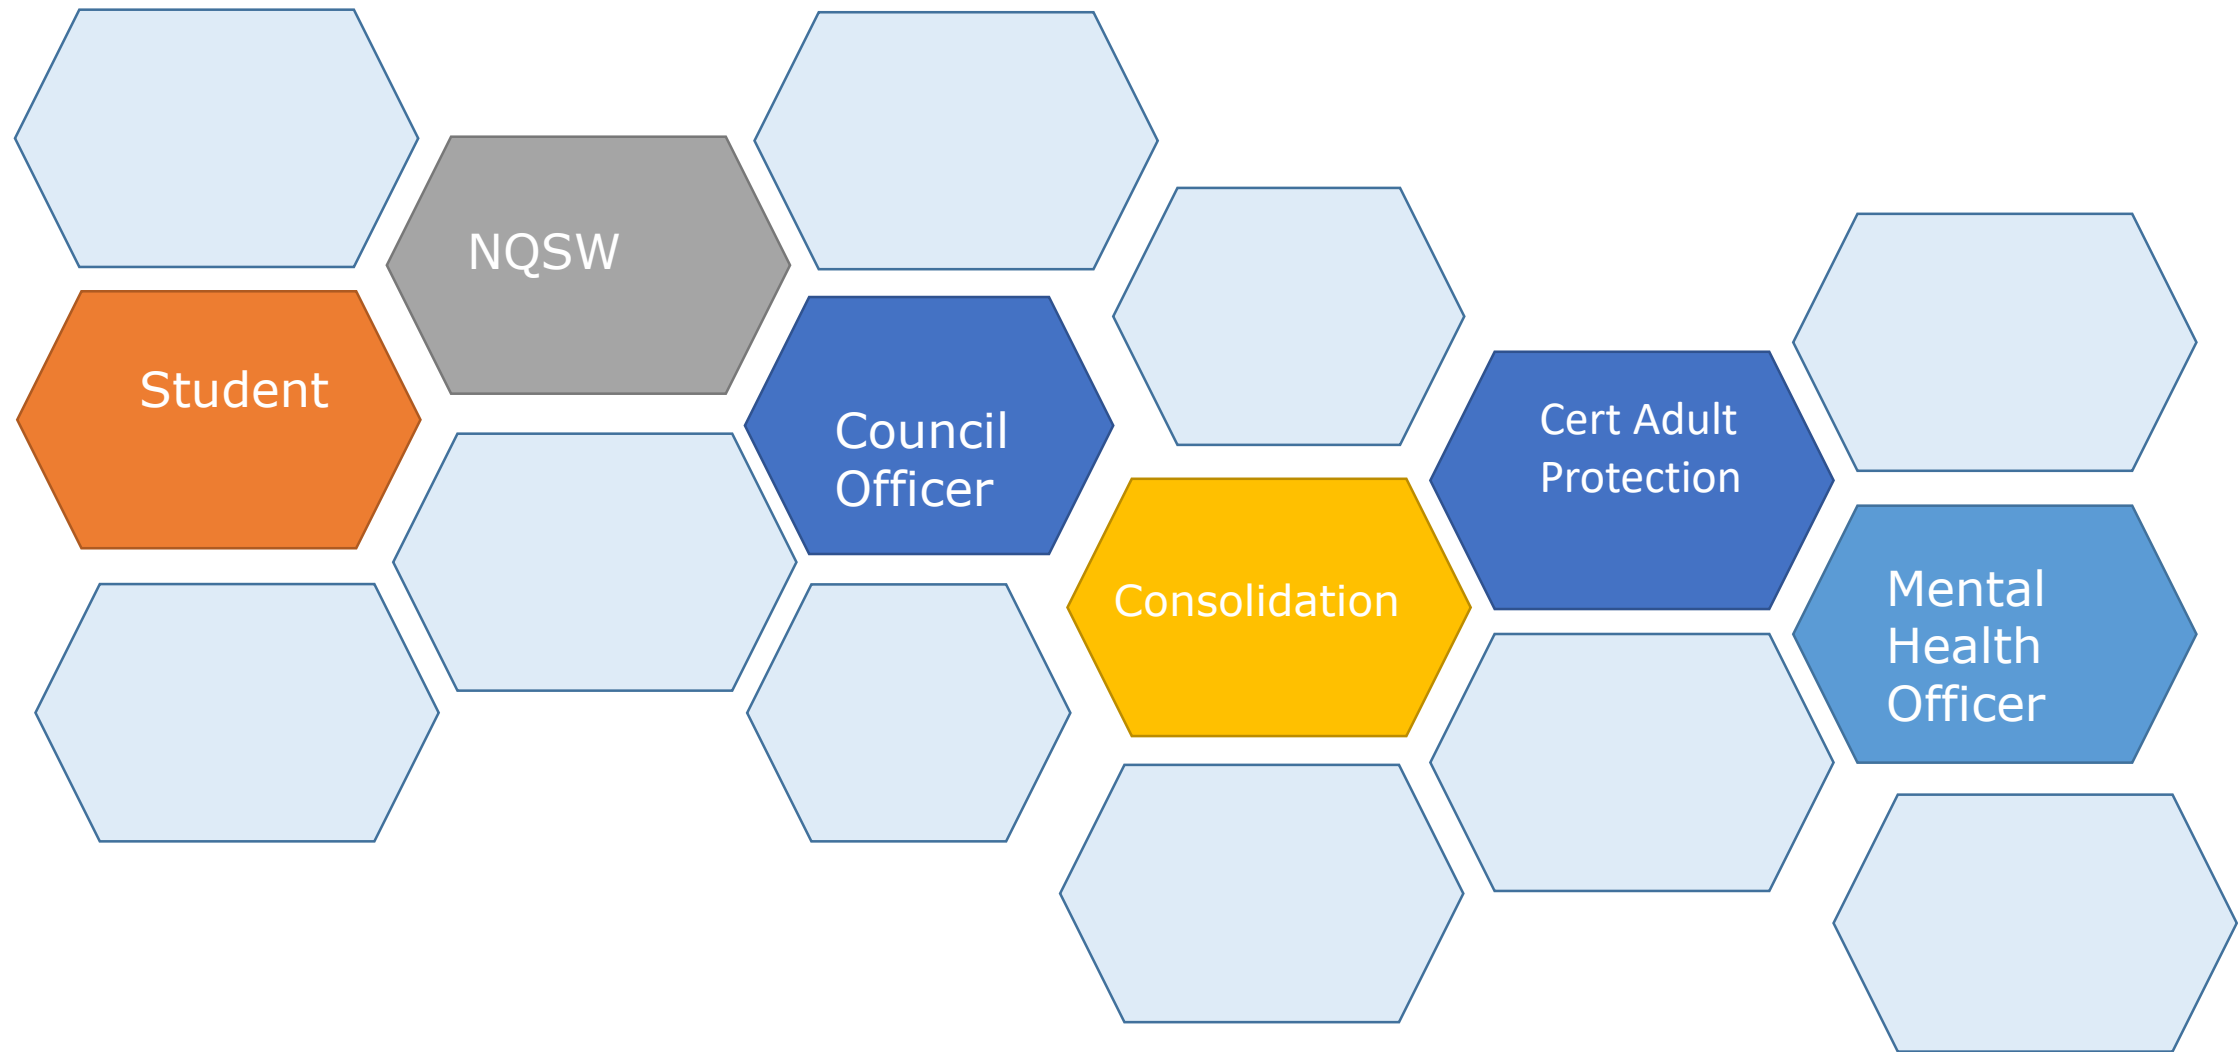 Student
NQSW
Council
Officer
Consolidation
Cert Adult
Protection
Mental
Health
Officer